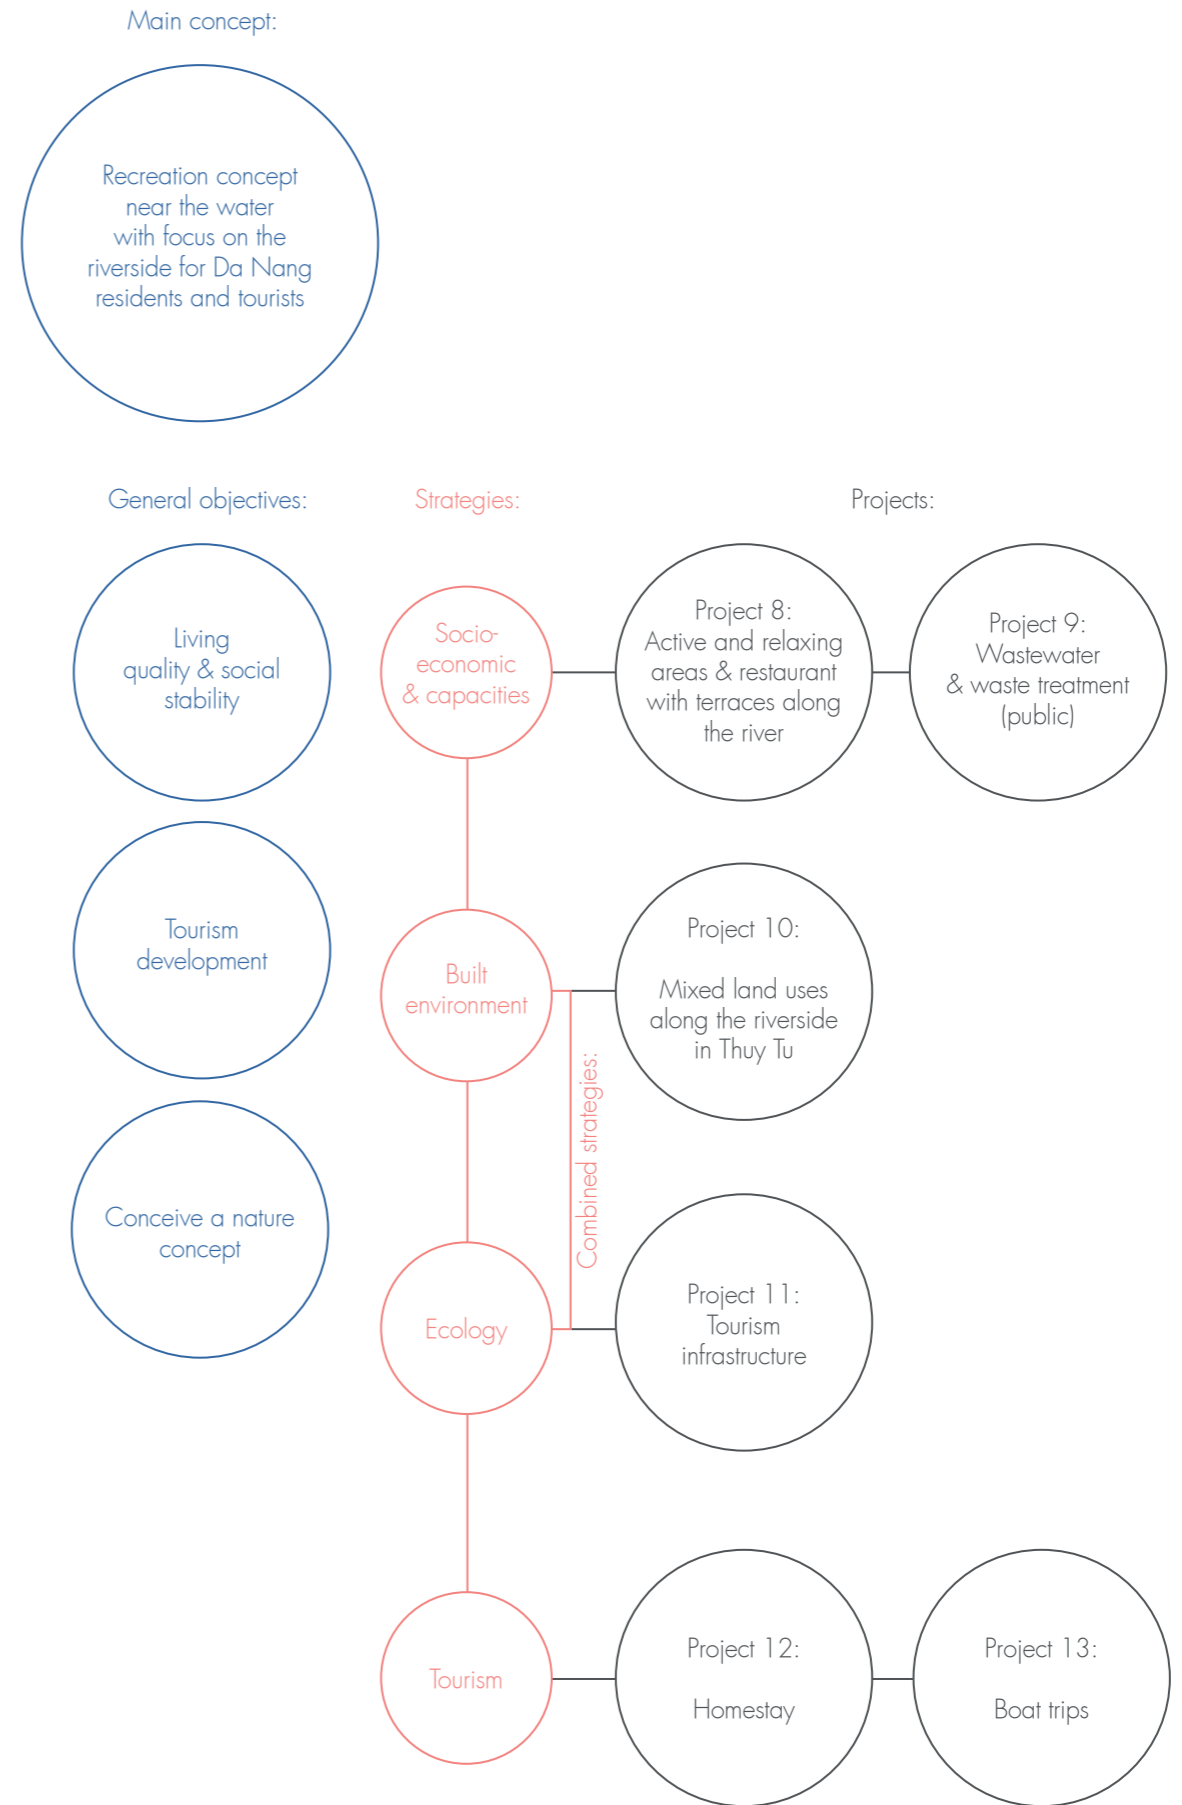 Main concept:
Recreation concept
near the water
with focus on the
riverside for Da Nang
residents and tourists
General objectives:
Living
quality & social
stability
Tourism
development
Conceive a nature
concept
Strategies:
Socio-
economic
& capacities
Built
environment
Combined strategies:
Ecology
Tourism
Projects:
Project 8:
Active and relaxing
areas & restaurant
with terraces along
the river
Project 9:
Wastewater
& waste treatment
(public)
Project 10:
Mixed land uses
along the riverside
in Thuy Tu
Project 11:
Tourism
infrastructure
Project 12:
Homestay
Project 13:
Boat trips